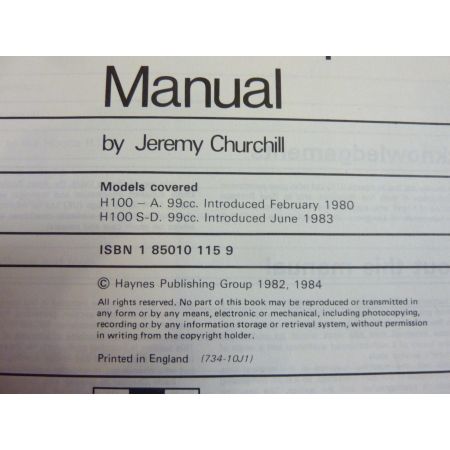 Manual
by Jeremy Churchill
Models covered
H100 – A. 99cc. Introduced February 1980
H100 S-D. 99cc. Introduced June 1983
ISBN 1 85010 115 9
© Haynes Publishing Group 1982, 1984
All rights reserved. No part of this book may be reproduced or transmitted in
any form or by any means, electronic or mechanical, including photocopying,
recording or by any information storage or retrieval system, without permission
in writing from the copyright holder.
Printed in England (734-10J1)